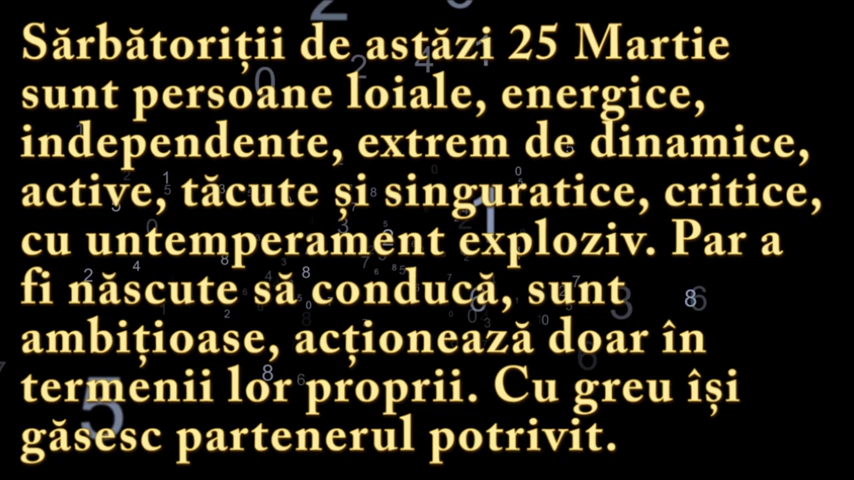 Sărbătoriții de astăzi 25 Martie
sunt persoane loiale, energice,
independente, extrem de dinamice,
active, tăcute și singuratice, critice,
cu untemperament exploziv. Par a
fi născute să conducă, sunt
ambițioase, acționează doar în
termenii lor proprii. Cu greu își
găsesc partenerul potrivit.